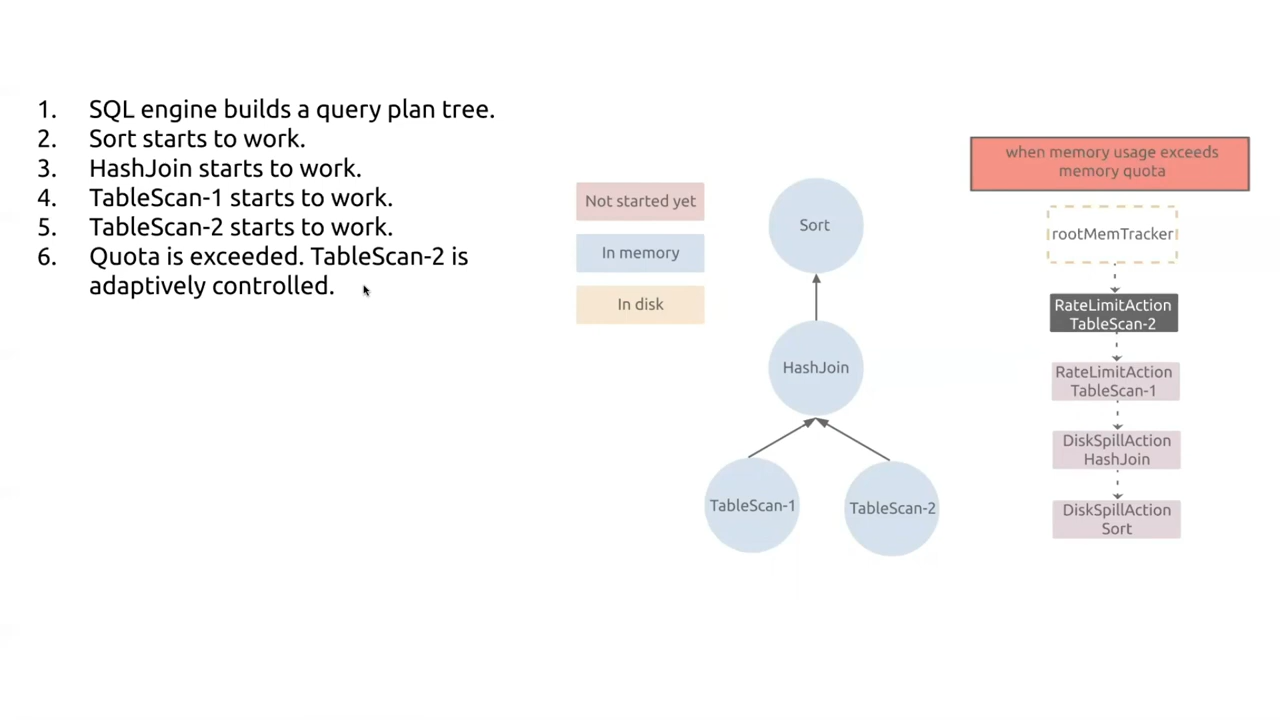 1. SQL engine builds a query plan tree.
2. Sort starts to work.
3. HashJoin starts to work.
4. TableScan-1 starts to work.
5. TableScan-2 starts to work.
6. Quota is exceeded. TableScan-2 is
adaptively controlled.
Not started yet
In memory
In disk
Sort
HashJoin
TableScan-1
TableScan-2
when memory usage exceeds
memory quota
rootMemTracker
RateLimitAction
TableScan-2
RateLimitAction
TableScan-1
DiskSpillAction
HashJoin
DiskSpillAction
Sort